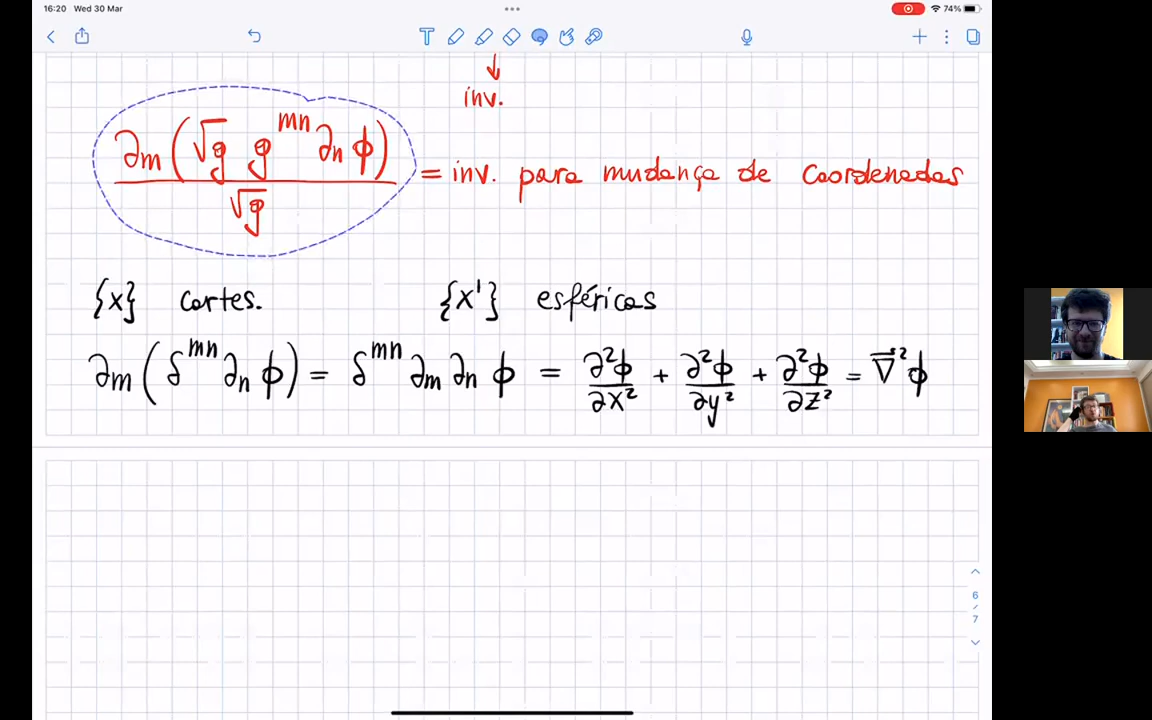 16:20 Wed 30 Mar
74%
inv.
∂m(√g g^mn ∂n ϕ) / √g = inv. para mudança de coordenadas
{x} cartes. {x'} esféricas
∂m(δ^mn ∂n ϕ) = δ^mn ∂m ∂n ϕ = ∂²ϕ/∂x² + ∂²ϕ/∂y² + ∂²ϕ/∂z² = ∇⃗²ϕ
6
/
7